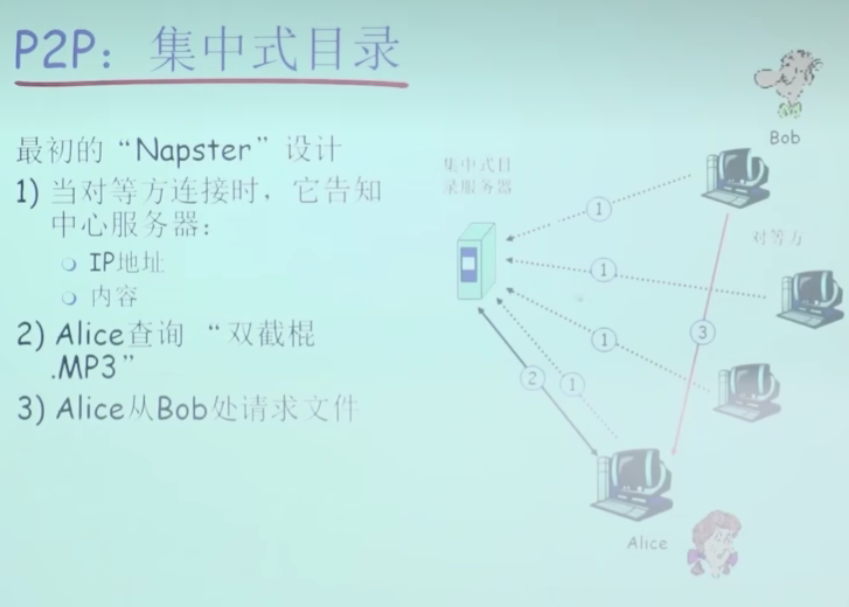 P2P: 集中式目录
最初的“Napster”设计
1) 当对等方连接时，它告知
中心服务器：
IP地址
内容
2) Alice查询 “双截棍
.MP3”
3) Alice从Bob处请求文件
集中式目
录服务器
Bob
对等方
1
1
1
3
2
1
Alice